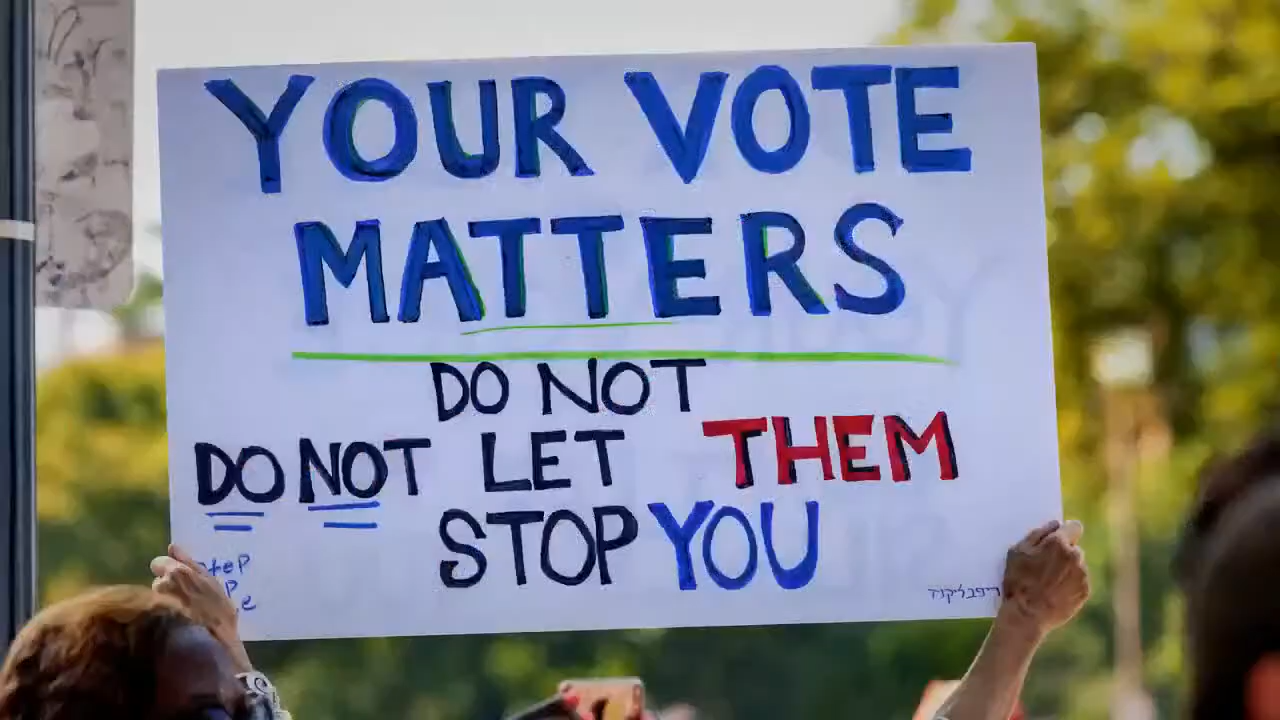 YOUR VOTE
MATTERS
DO NOT
DO NOT LET THEM
STOP YOU